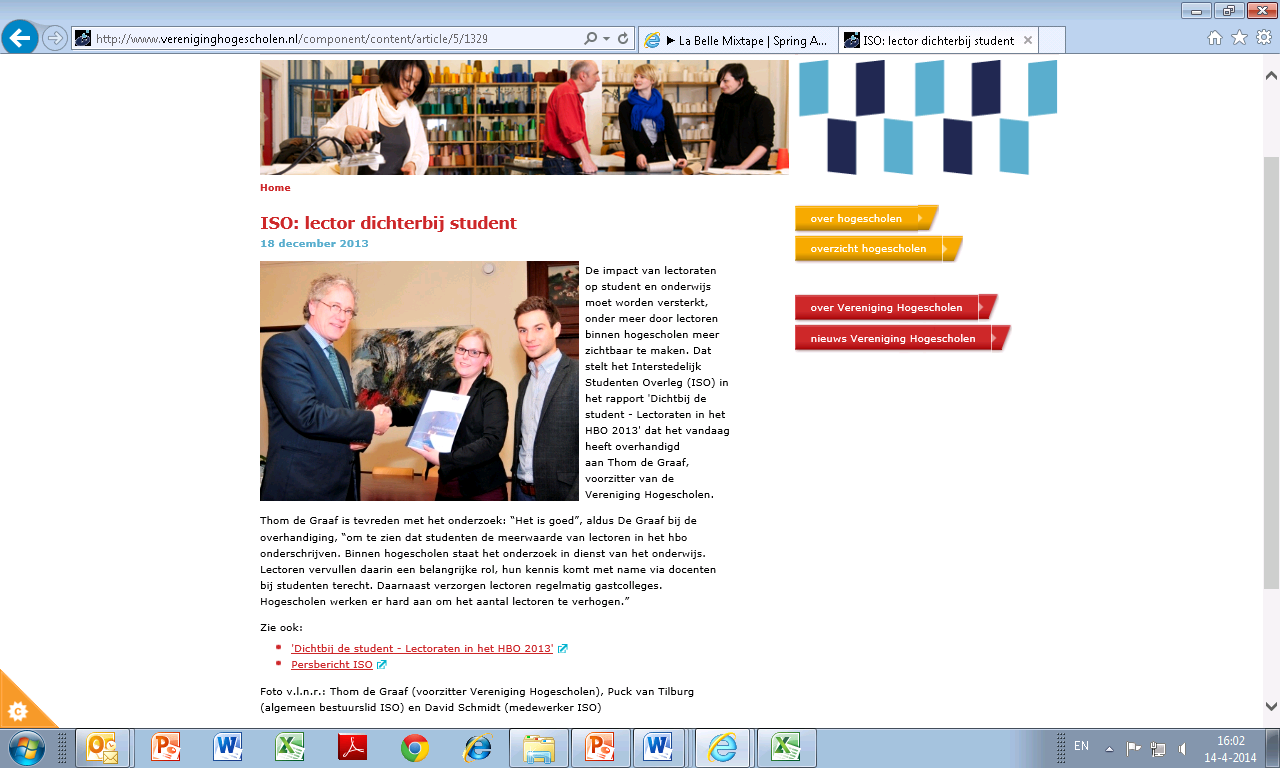 http://www.vereniginghogescholen.nl/component/content/article/5/1329
▶ La Belle Mixtape | Spring A...
ISO: lector dichterbij student
Home
ISO: lector dichterbij student
18 december 2013
De impact van lectoraten
op student en onderwijs
moet worden versterkt,
onder meer door lectoren
binnen hogescholen meer
zichtbaar te maken. Dat
stelt het Interstedelijk
Studenten Overleg (ISO) in
het rapport 'Dichtbij de
student - Lectoraten in het
HBO 2013' dat het vandaag
heeft overhandigd
aan Thom de Graaf,
voorzitter van de
Vereniging Hogescholen.
Thom de Graaf is tevreden met het onderzoek: “Het is goed”, aldus De Graaf bij de
overhandiging, “om te zien dat studenten de meerwaarde van lectoren in het hbo
onderschrijven. Binnen hogescholen staat het onderzoek in dienst van het onderwijs.
Lectoren vervullen daarin een belangrijke rol, hun kennis komt met name via docenten
bij studenten terecht. Daarnaast verzorgen lectoren regelmatig gastcolleges.
Hogescholen werken er hard aan om het aantal lectoren te verhogen.”
Zie ook:
'Dichtbij de student - Lectoraten in het HBO 2013'
Persbericht ISO
Foto v.l.n.r.: Thom de Graaf (voorzitter Vereniging Hogescholen), Puck van Tilburg
(algemeen bestuurslid ISO) en David Schmidt (medewerker ISO)
over hogescholen
overzicht hogescholen
over Vereniging Hogescholen
nieuws Vereniging Hogescholen
EN
16:02
14-4-2014